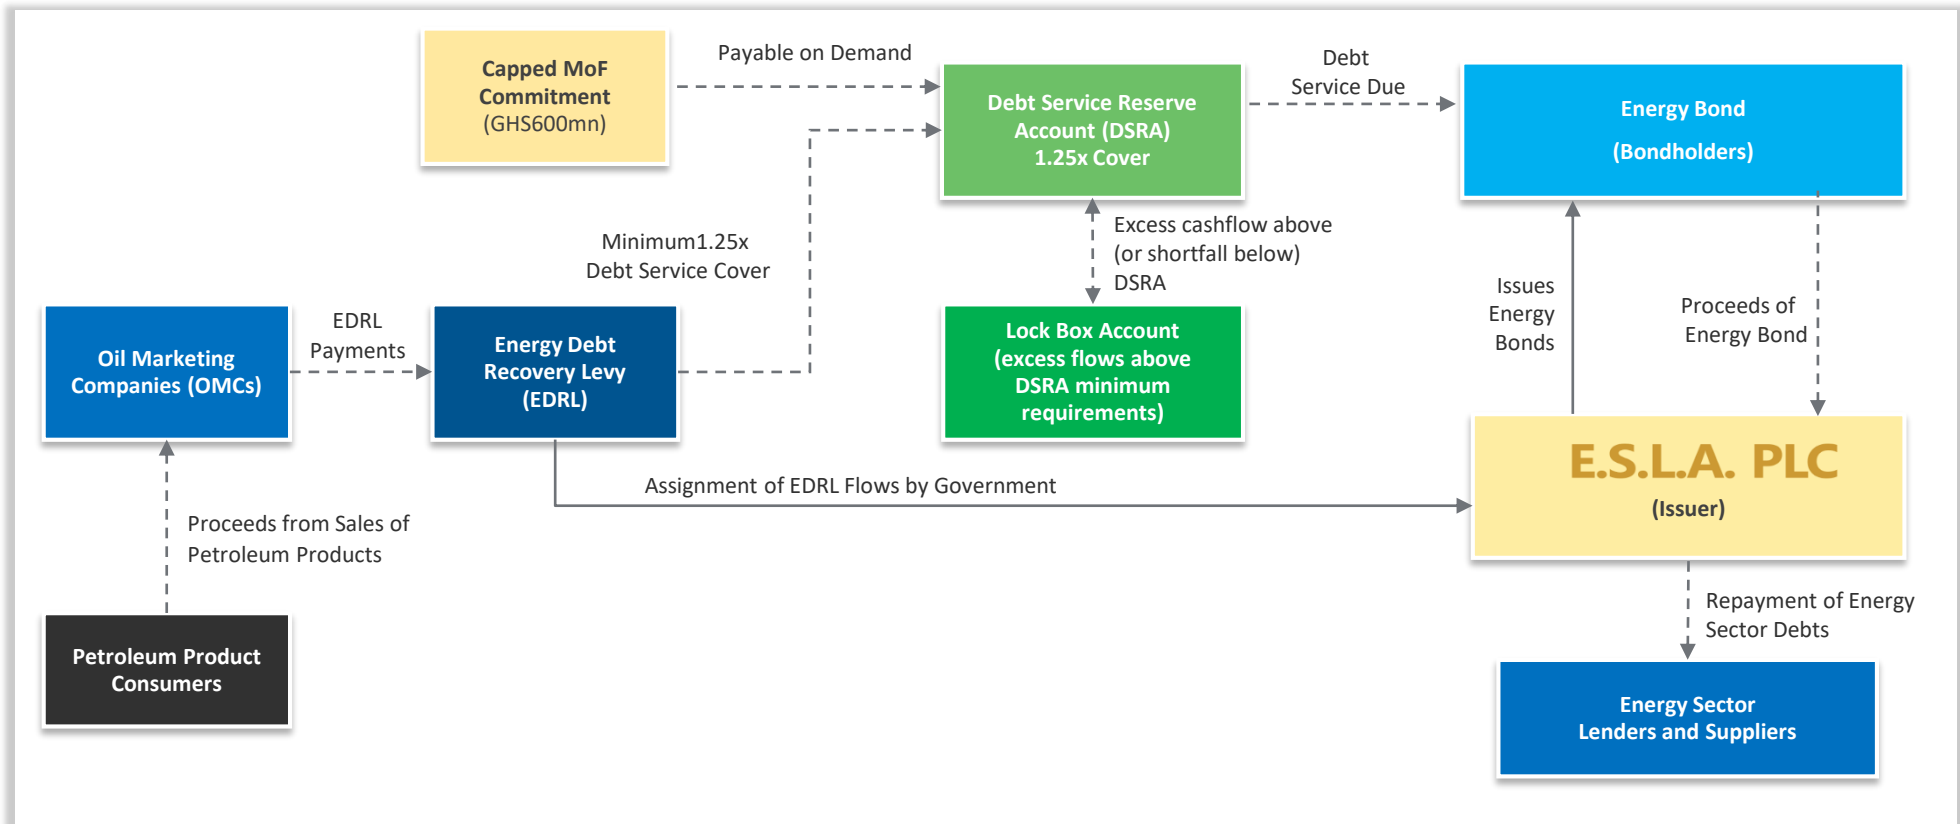 Capped MoF
Commitment
(GHS600mn)
Payable on Demand
Debt Service Reserve
Account (DSRA)
1.25x Cover
Debt
Service Due
Energy Bond
(Bondholders)
Minimum1.25x
Debt Service Cover
Excess cashflow above
(or shortfall below)
DSRA
Issues
Energy
Bonds
Proceeds of
Energy Bond
Oil Marketing
Companies (OMCs)
EDRL
Payments
Energy Debt
Recovery Levy
(EDRL)
Lock Box Account
(excess flows above
DSRA minimum
requirements)
E.S.L.A. PLC
(Issuer)
Assignment of EDRL Flows by Government
Proceeds from Sales of
Petroleum Products
Repayment of Energy
Sector Debts
Petroleum Product
Consumers
Energy Sector
Lenders and Suppliers